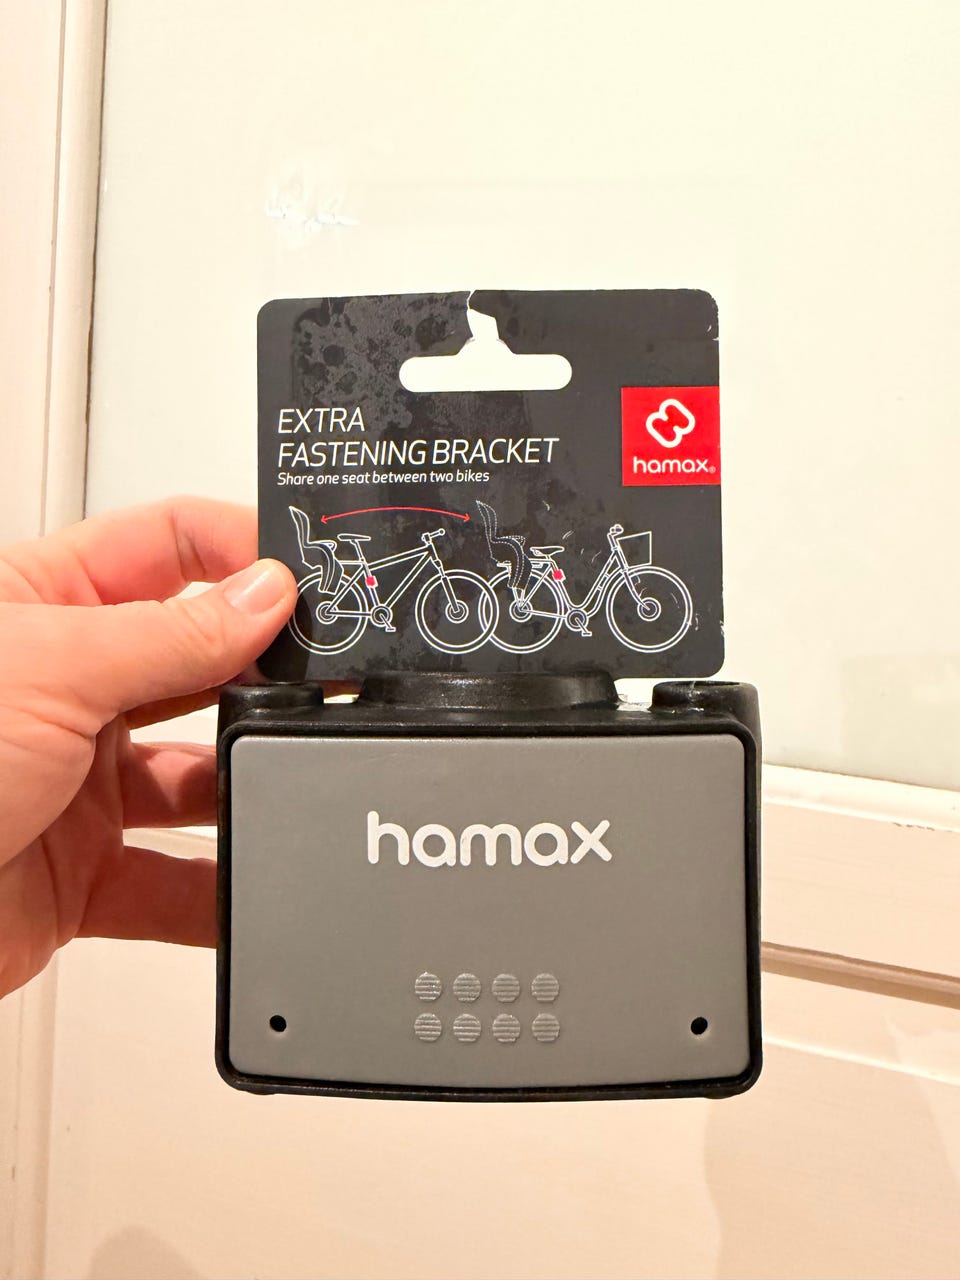 EXTRA
FASTENING BRACKET
Share one seat between two bikes
hamax®
hamax